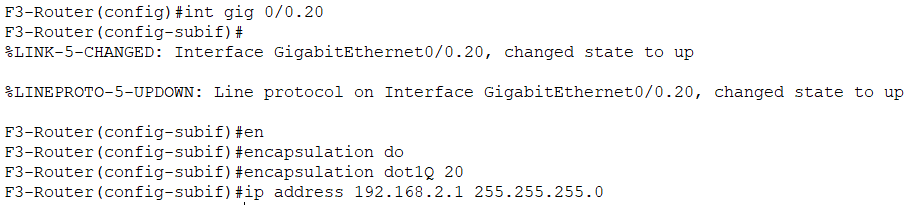 F3-Router(config)#int gig 0/0.20
F3-Router(config-subif)#
%LINK-5-CHANGED: Interface GigabitEthernet0/0.20, changed state to up
%LINEPROTO-5-UPDOWN: Line protocol on Interface GigabitEthernet0/0.20, changed state to up
F3-Router(config-subif)#en
F3-Router(config-subif)#encapsulation do
F3-Router(config-subif)#encapsulation dot1Q 20
F3-Router(config-subif)#ip address 192.168.2.1 255.255.255.0